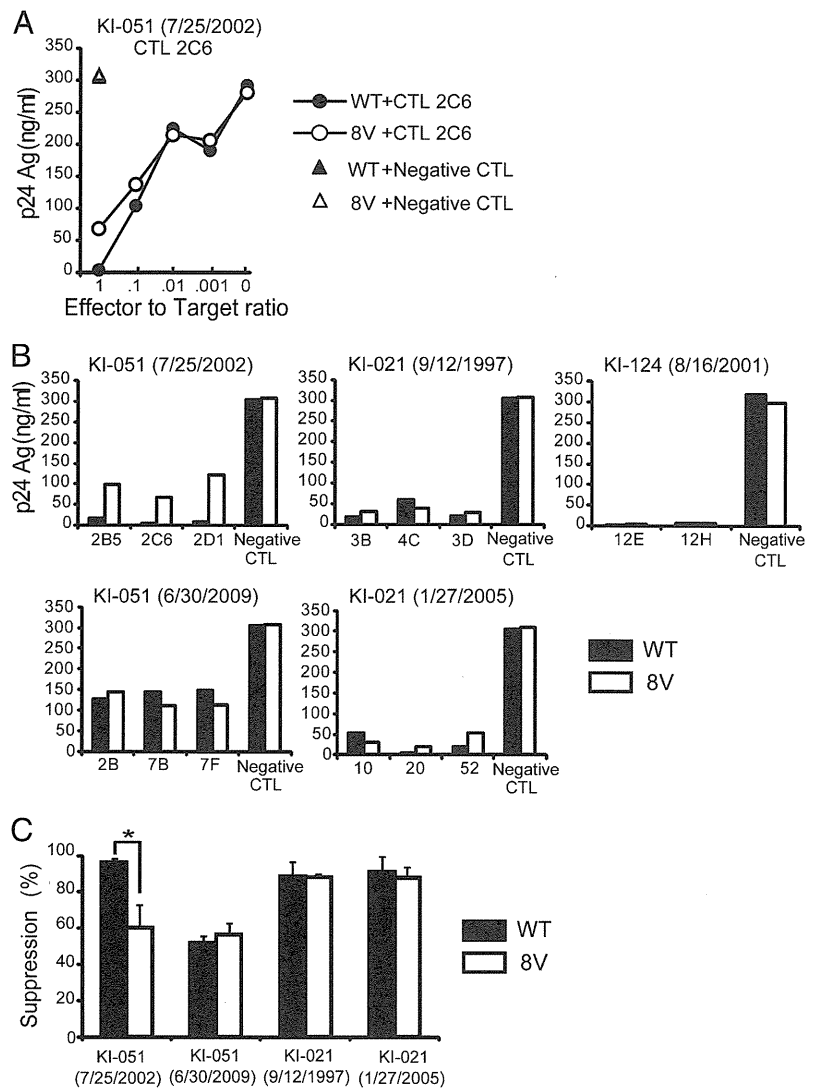 A
KI-051 (7/25/2002)
CTL 2C6
p24 Ag(ng/ml)
350
300
250
200
150
100
50
0
1 .1 .01 .001 0
Effector to Target ratio
WT+CTL 2C6
8V +CTL 2C6
WT+Negative CTL
8V +Negative CTL
B
KI-051 (7/25/2002)
p24 Ag(ng/ml)
350
300
250
200
150
100
50
0
2B5 2C6 2D1 Negative
CTL
KI-021 (9/12/1997)
350
300
250
200
150
100
50
0
3B 4C 3D Negative
CTL
KI-124 (8/16/2001)
350
300
250
200
150
100
50
0
12E 12H Negative
CTL
KI-051 (6/30/2009)
350
300
250
200
150
100
50
0
2B 7B 7F Negative
CTL
KI-021 (1/27/2005)
350
300
250
200
150
100
50
0
10 20 52 Negative
CTL
WT
8V
C
Suppression (%)
100
80
60
40
20
0
*
KI-051 KI-051 KI-021 KI-021
(7/25/2002) (6/30/2009) (9/12/1997) (1/27/2005)
WT
8V